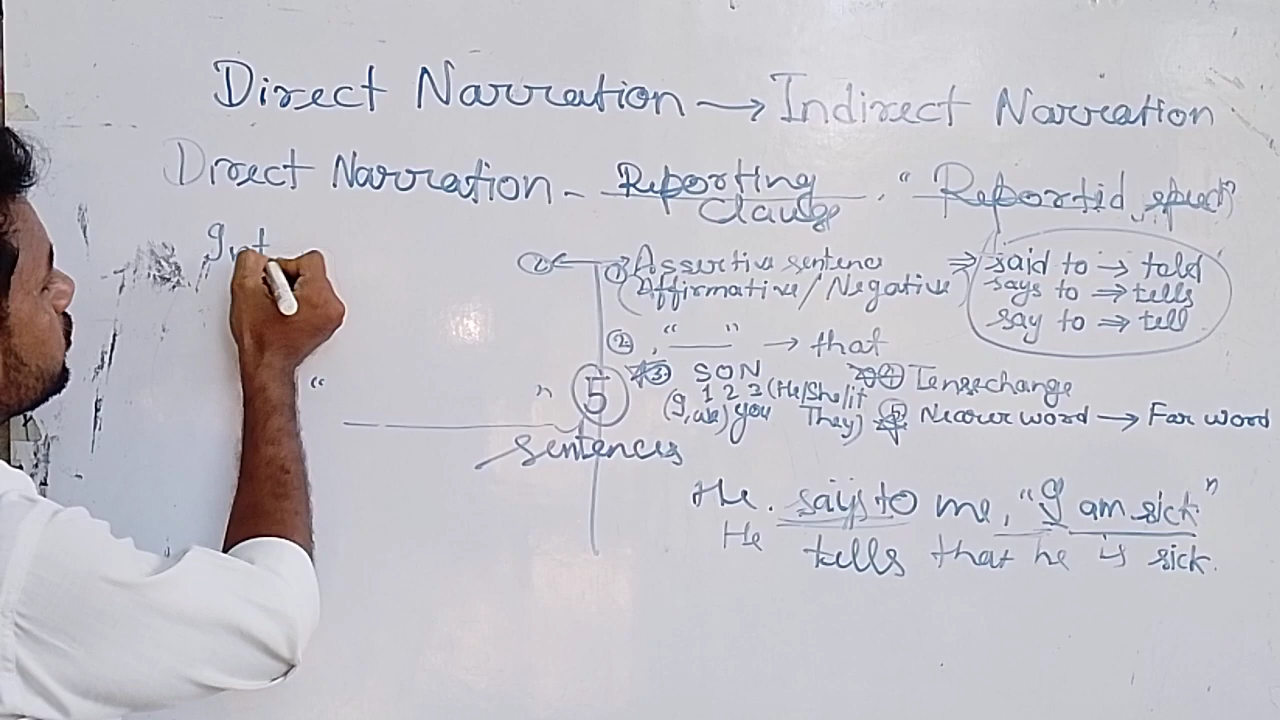 Direct Narration → Indirect Narration
Direct Narration - Reporting Clause, "Reportid speech"
Int
② ← → ① Assertive sentence
(Affirmative/Negative) ⇒ said to → told
says to ⇒ tells
say to ⇒ tell
② , " " → that
③ SON
1 2 3 (He/She/it
(I, we) you They)
④ Tense change
⑤ Nearer word → Far word
" "
5
sentences
He says to me, "I am sick"
He tells that he is sick.